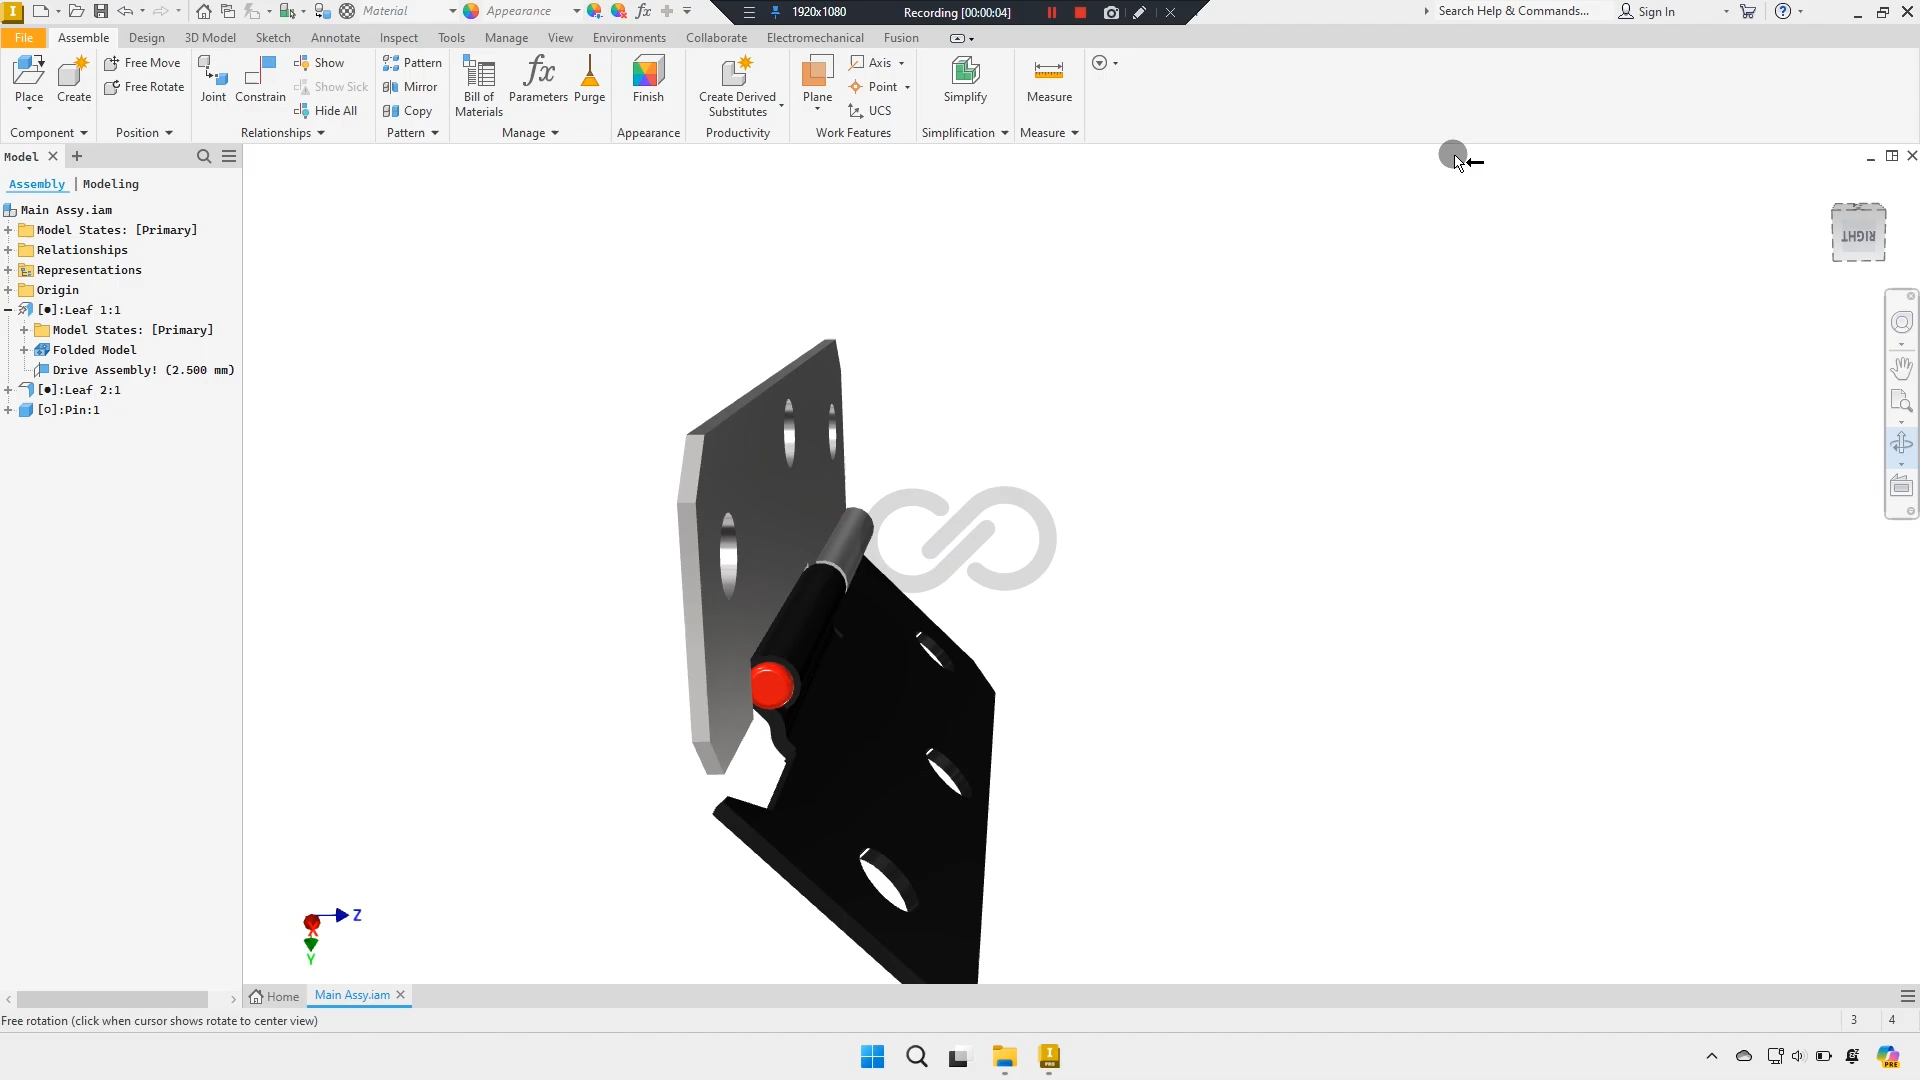 Material
Appearance
1920x1080
Recording [00:00:04]
Search Help & Commands...
Sign In
File
Assemble
Design
3D Model
Sketch
Annotate
Inspect
Tools
Manage
View
Environments
Collaborate
Electromechanical
Fusion
Place
Create
Free Move
Free Rotate
Joint
Constrain
Show
Show Sick
Hide All
Pattern
Mirror
Copy
Bill of
Materials
Parameters
Purge
Finish
Create Derived
Substitutes
Plane
Axis
Point
UCS
Simplify
Measure
Component
Position
Relationships
Pattern
Manage
Appearance
Productivity
Work Features
Simplification
Measure
Model
Assembly | Modeling
Main Assy.iam
Model States: [Primary]
Relationships
Representations
Origin
[●]:Leaf 1:1
Model States: [Primary]
Folded Model
Drive Assembly! (2.500 mm)
[●]:Leaf 2:1
[○]:Pin:1
RIGHT
Z
X
Y
Home
Main Assy.iam
Free rotation (click when cursor shows rotate to center view)
3
4
I
PRO
PRE